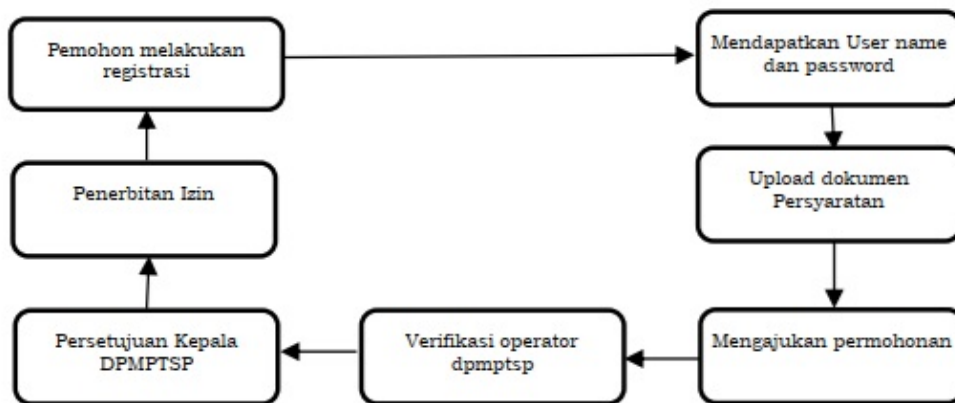 Pemohon melakukan
registrasi
Mendapatkan User name
dan password
Upload dokumen
Persyaratan
Mengajukan permohonan
Verifikasi operator
dpmptsp
Persetujuan Kepala
DPMPTSP
Penerbitan Izin